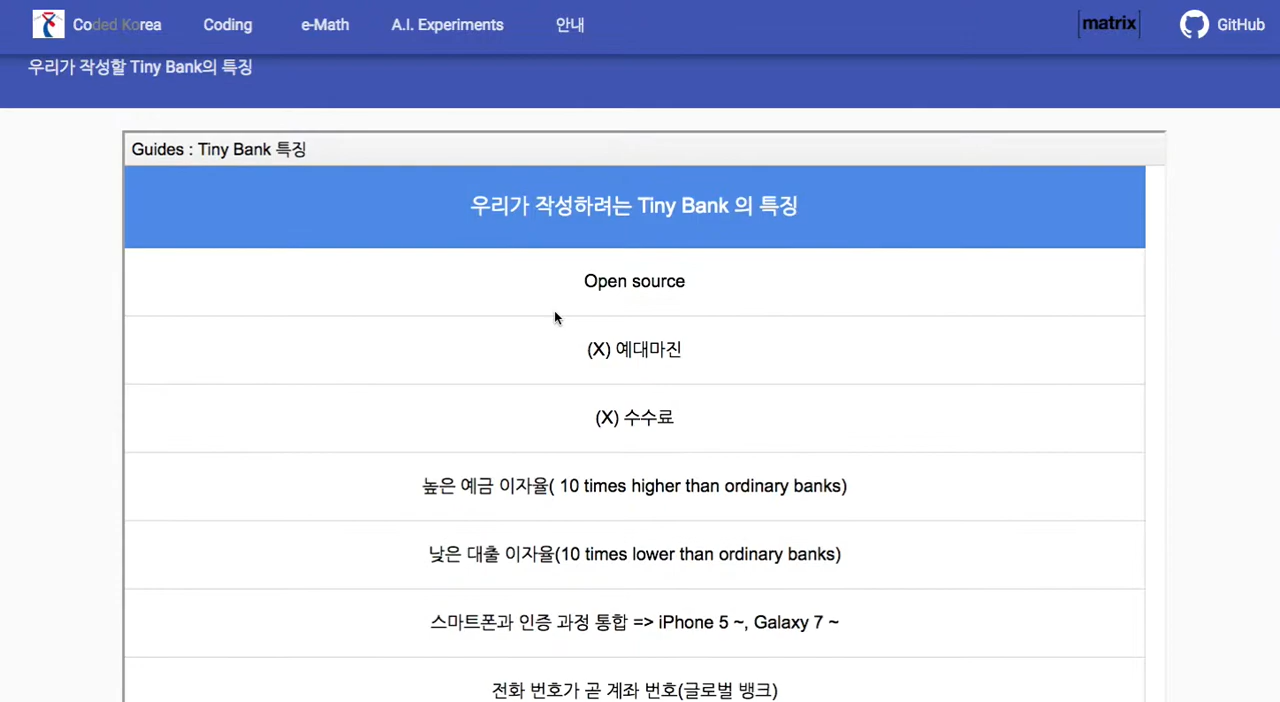 Coded Korea Coding e-Math A.I. Experiments 안내 matrix GitHub
우리가 작성할 Tiny Bank의 특징
Guides : Tiny Bank 특징
우리가 작성하려는 Tiny Bank 의 특징
Open source
(X) 예대마진
(X) 수수료
높은 예금 이자율( 10 times higher than ordinary banks)
낮은 대출 이자율(10 times lower than ordinary banks)
스마트폰과 인증 과정 통합 => iPhone 5 ~, Galaxy 7 ~
전화 번호가 곧 계좌 번호(글로벌 뱅크)